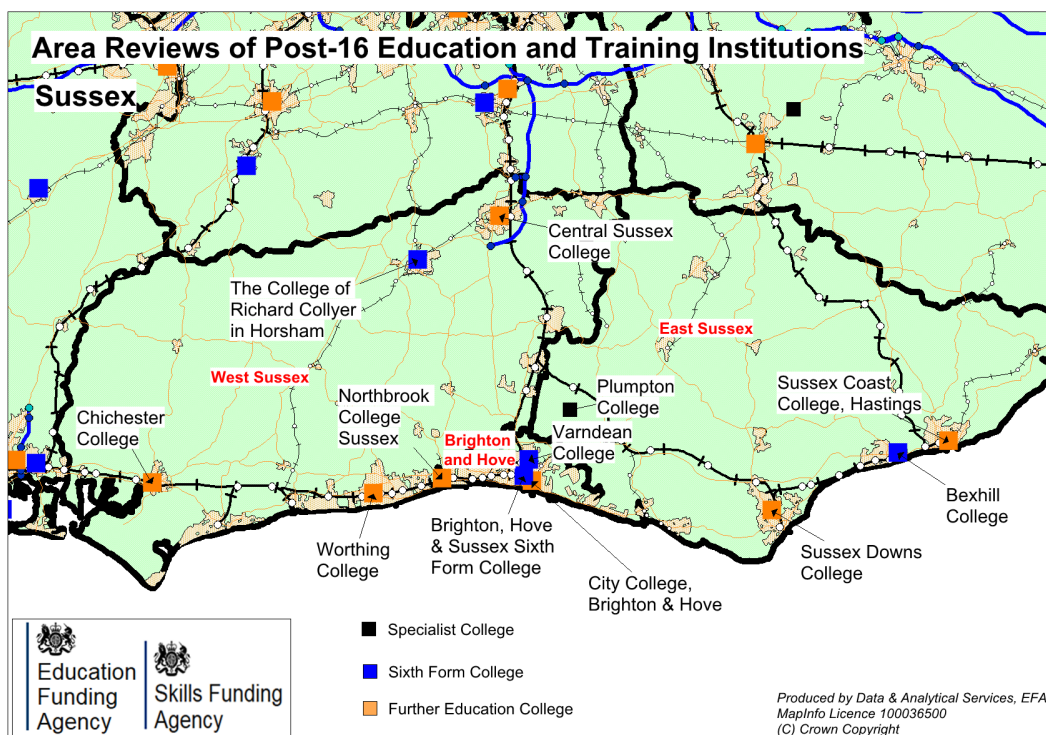 Area Reviews of Post-16 Education and Training Institutions
Sussex
Central Sussex
College
The College of
Richard Collyer
in Horsham
East Sussex
West Sussex
Plumpton
College
Sussex Coast
College, Hastings
Northbrook
College
Sussex
Chichester
College
Brighton
and Hove
Varndean
College
Bexhill
College
Brighton, Hove
& Sussex Sixth
Form College
Worthing
College
Sussex Downs
College
City College,
Brighton & Hove
Education
Funding
Agency
Skills Funding
Agency
Specialist College
Sixth Form College
Further Education College
Produced by Data & Analytical Services, EFA
MapInfo Licence 100036500
(C) Crown Copyright